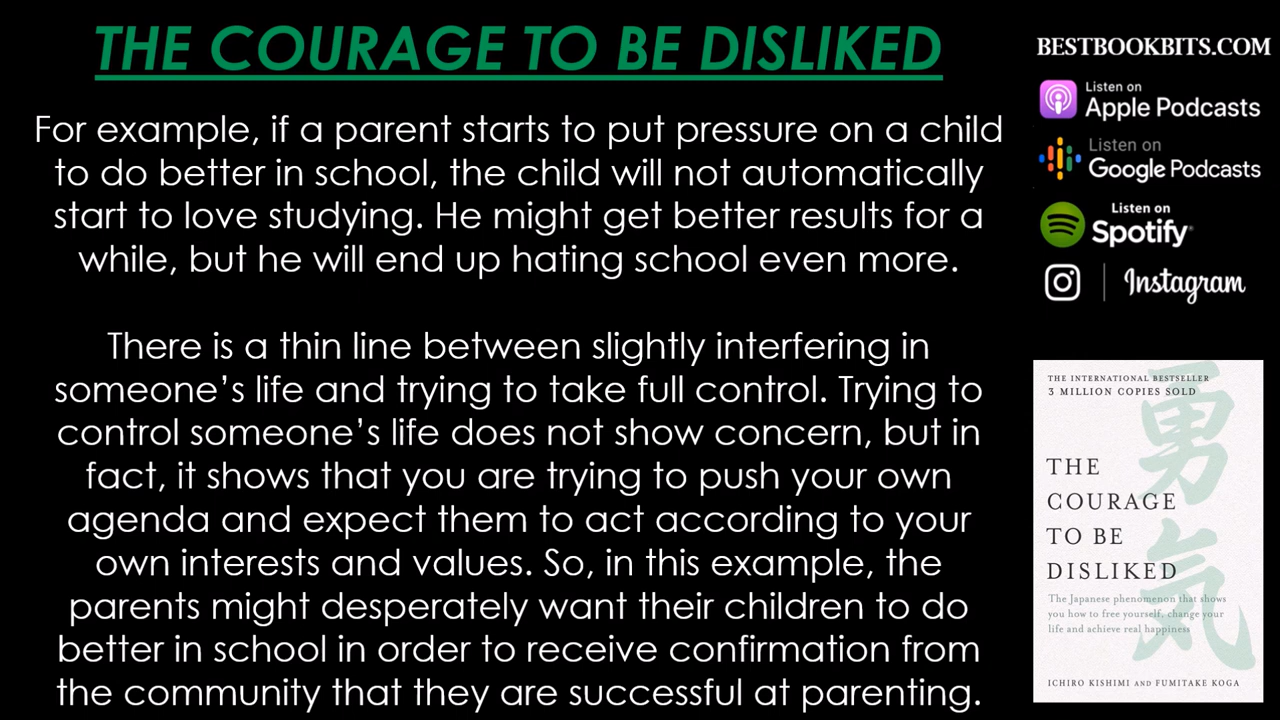 THE COURAGE TO BE DISLIKED
For example, if a parent starts to put pressure on a child
to do better in school, the child will not automatically
start to love studying. He might get better results for a
while, but he will end up hating school even more.
There is a thin line between slightly interfering in
someone’s life and trying to take full control. Trying to
control someone’s life does not show concern, but in
fact, it shows that you are trying to push your own
agenda and expect them to act according to your
own interests and values. So, in this example, the
parents might desperately want their children to do
better in school in order to receive confirmation from
the community that they are successful at parenting.
BESTBOOKBITS.COM
Listen on
Apple Podcasts
Listen on
Google Podcasts
Listen on
Spotify
Instagram
THE INTERNATIONAL BESTSELLER
3 MILLION COPIES SOLD
勇
気
THE
COURAGE
TO BE
DISLIKED
The Japanese phenomenon that shows
you how to free yourself, change your
life and achieve real happiness
ICHIRO KISHIMI AND FUMITAKE KOGA